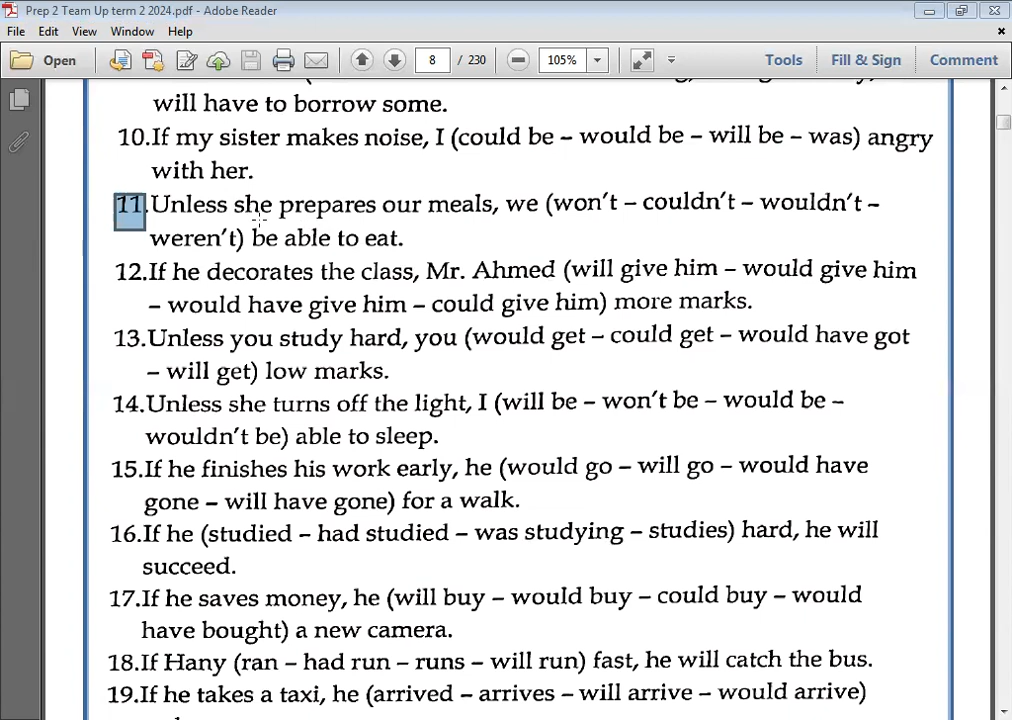 Prep 2 Team Up term 2 2024.pdf - Adobe Reader
File Edit View Window Help
Open 8 / 230 105% Tools Fill & Sign Comment
will have to borrow some.
10.If my sister makes noise, I (could be – would be – will be – was) angry
with her.
11.Unless she prepares our meals, we (won't – couldn't – wouldn't –
weren't) be able to eat.
12.If he decorates the class, Mr. Ahmed (will give him – would give him
– would have give him – could give him) more marks.
13.Unless you study hard, you (would get – could get – would have got
– will get) low marks.
14.Unless she turns off the light, I (will be – won't be – would be –
wouldn't be) able to sleep.
15.If he finishes his work early, he (would go – will go – would have
gone – will have gone) for a walk.
16.If he (studied – had studied – was studying – studies) hard, he will
succeed.
17.If he saves money, he (will buy – would buy – could buy – would
have bought) a new camera.
18.If Hany (ran – had run – runs – will run) fast, he will catch the bus.
19.If he takes a taxi, he (arrived – arrives – will arrive – would arrive)